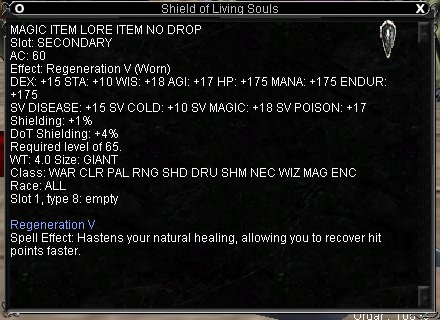 O Shield of Living Souls X
MAGIC ITEM LORE ITEM NO DROP
Slot: SECONDARY
AC: 60
Effect: Regeneration V (Worn)
DEX: +15 STA: +10 WIS: +18 AGI: +17 HP: +175 MANA: +175 ENDUR:
+175
SV DISEASE: +15 SV COLD: +10 SV MAGIC: +18 SV POISON: +17
Shielding: +1%
DoT Shielding: +4%
Required level of 65.
WT: 4.0 Size: GIANT
Class: WAR CLR PAL RNG SHD DRU SHM NEC WIZ MAG ENC
Race: ALL
Slot 1, type 8: empty
Regeneration V
Spell Effect: Hastens your natural healing, allowing you to recover hit
points faster.